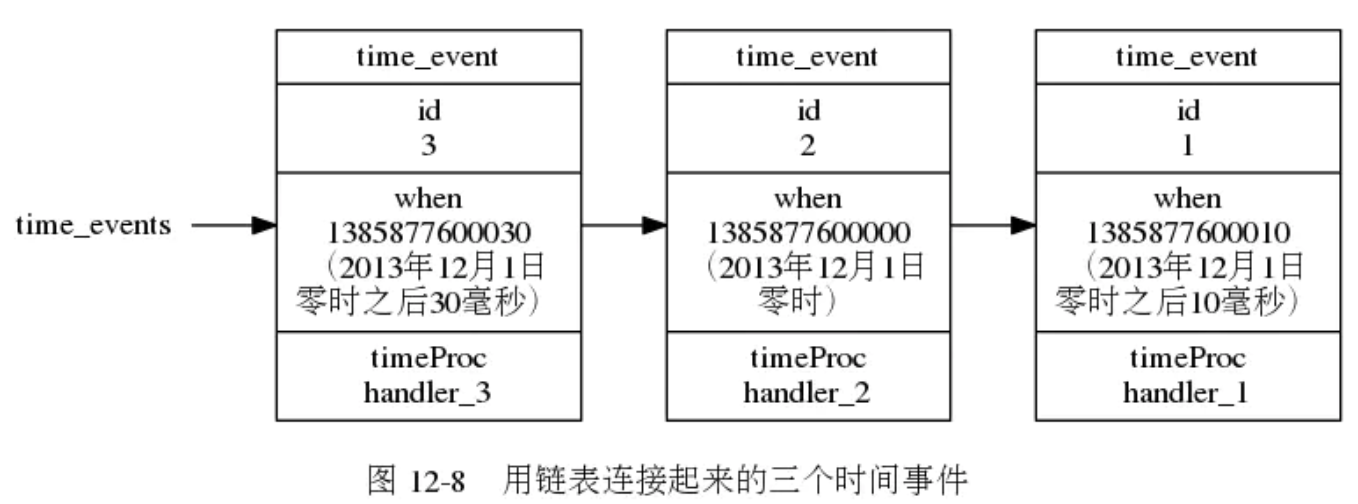 time_events
time_event
id
3
when
1385877600030
（2013年12月1日
零时之后30毫秒）
timeProc
handler_3
time_event
id
2
when
1385877600000
（2013年12月1日
零时）
timeProc
handler_2
time_event
id
1
when
1385877600010
（2013年12月1日
零时之后10毫秒）
timeProc
handler_1
图 12-8 用链表连接起来的三个时间事件